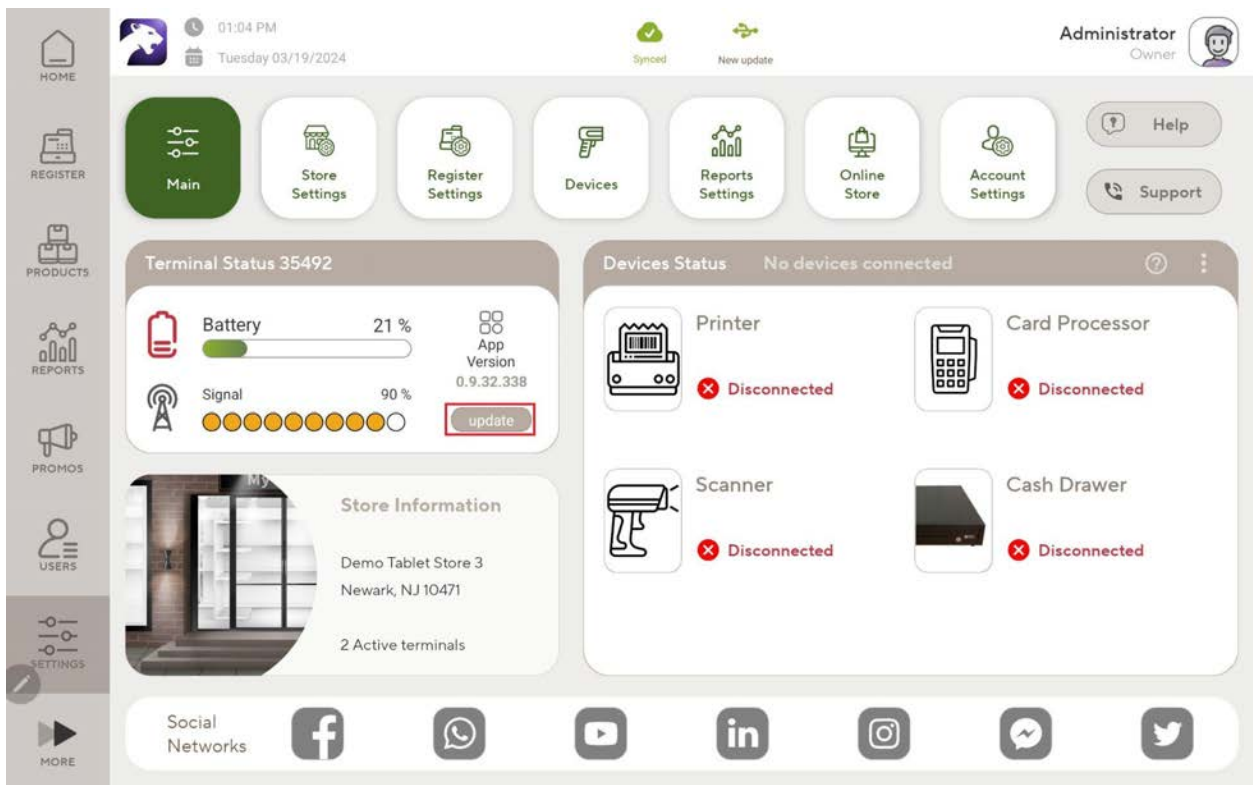 HOME
REGISTER
PRODUCTS
REPORTS
PROMOS
USERS
SETTINGS
MORE
01:04 PM
Tuesday 03/19/2024
Synced
New update
Administrator
Owner
Main
Store
Settings
Register
Settings
Devices
Reports
Settings
Online
Store
Account
Settings
Help
Support
Terminal Status 35492
Battery 21 %
Signal 90 %
App
Version
0.9.32.338
update
Devices Status No devices connected
Printer
Disconnected
Card Processor
Disconnected
Scanner
Disconnected
Cash Drawer
Disconnected
My
Store Information
Demo Tablet Store 3
Newark, NJ 10471
2 Active terminals
Social
Networks